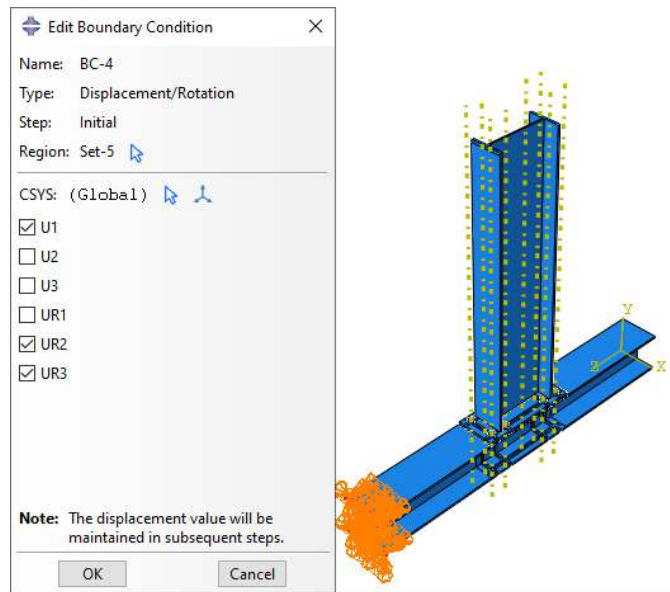 Edit Boundary Condition
Name: BC-4
Type: Displacement/Rotation
Step: Initial
Region: Set-5
CSYS: (Global)
U1
U2
U3
UR1
UR2
UR3
Note: The displacement value will be
maintained in subsequent steps.
OK Cancel
Y
Z X